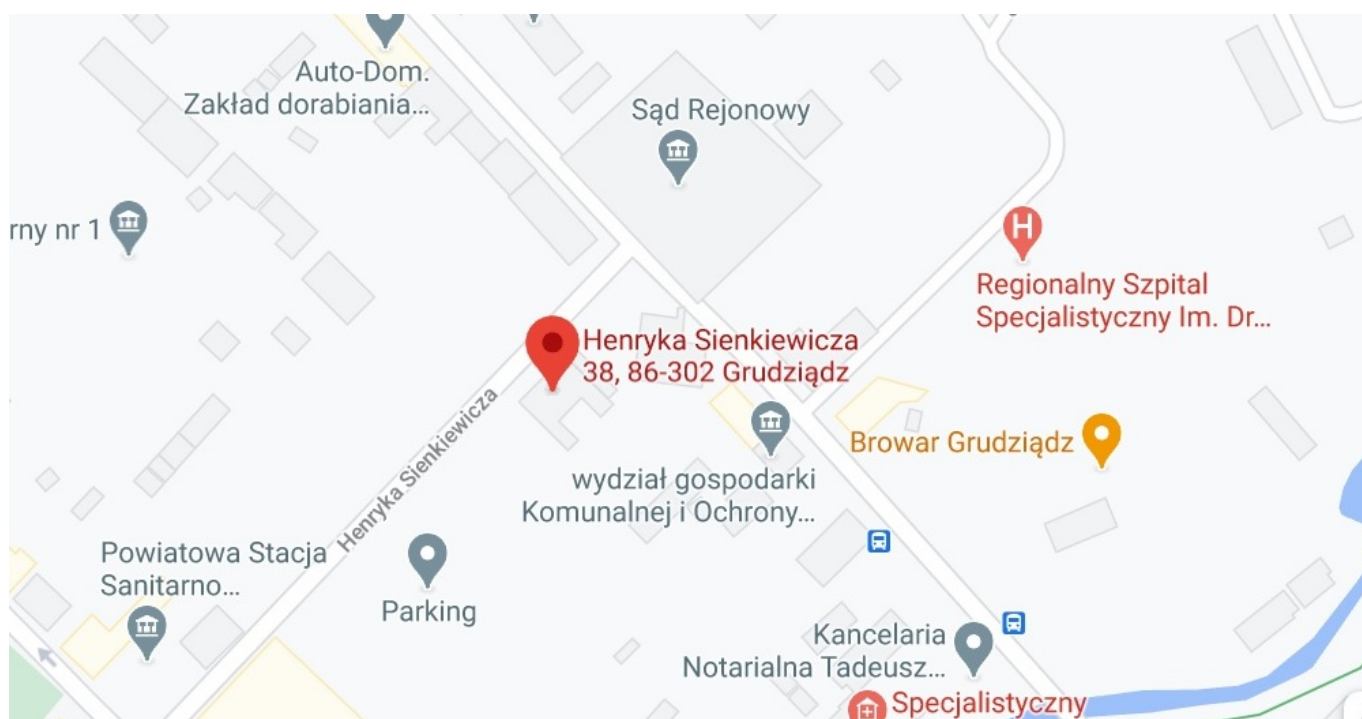 Auto-Dom.
Zakład dorabiania...
Sąd Rejonowy
rny nr 1
H
Regionalny Szpital
Specjalistyczny Im. Dr...
Henryka Sienkiewicza
38, 86-302 Grudziądz
Henryka Sienkiewicza
Browar Grudziądz
wydział gospodarki
Komunalnej i Ochrony...
Powiatowa Stacja
Sanitarno...
Parking
Kancelaria
Notarialna Tadeusz...
Specjalistyczny